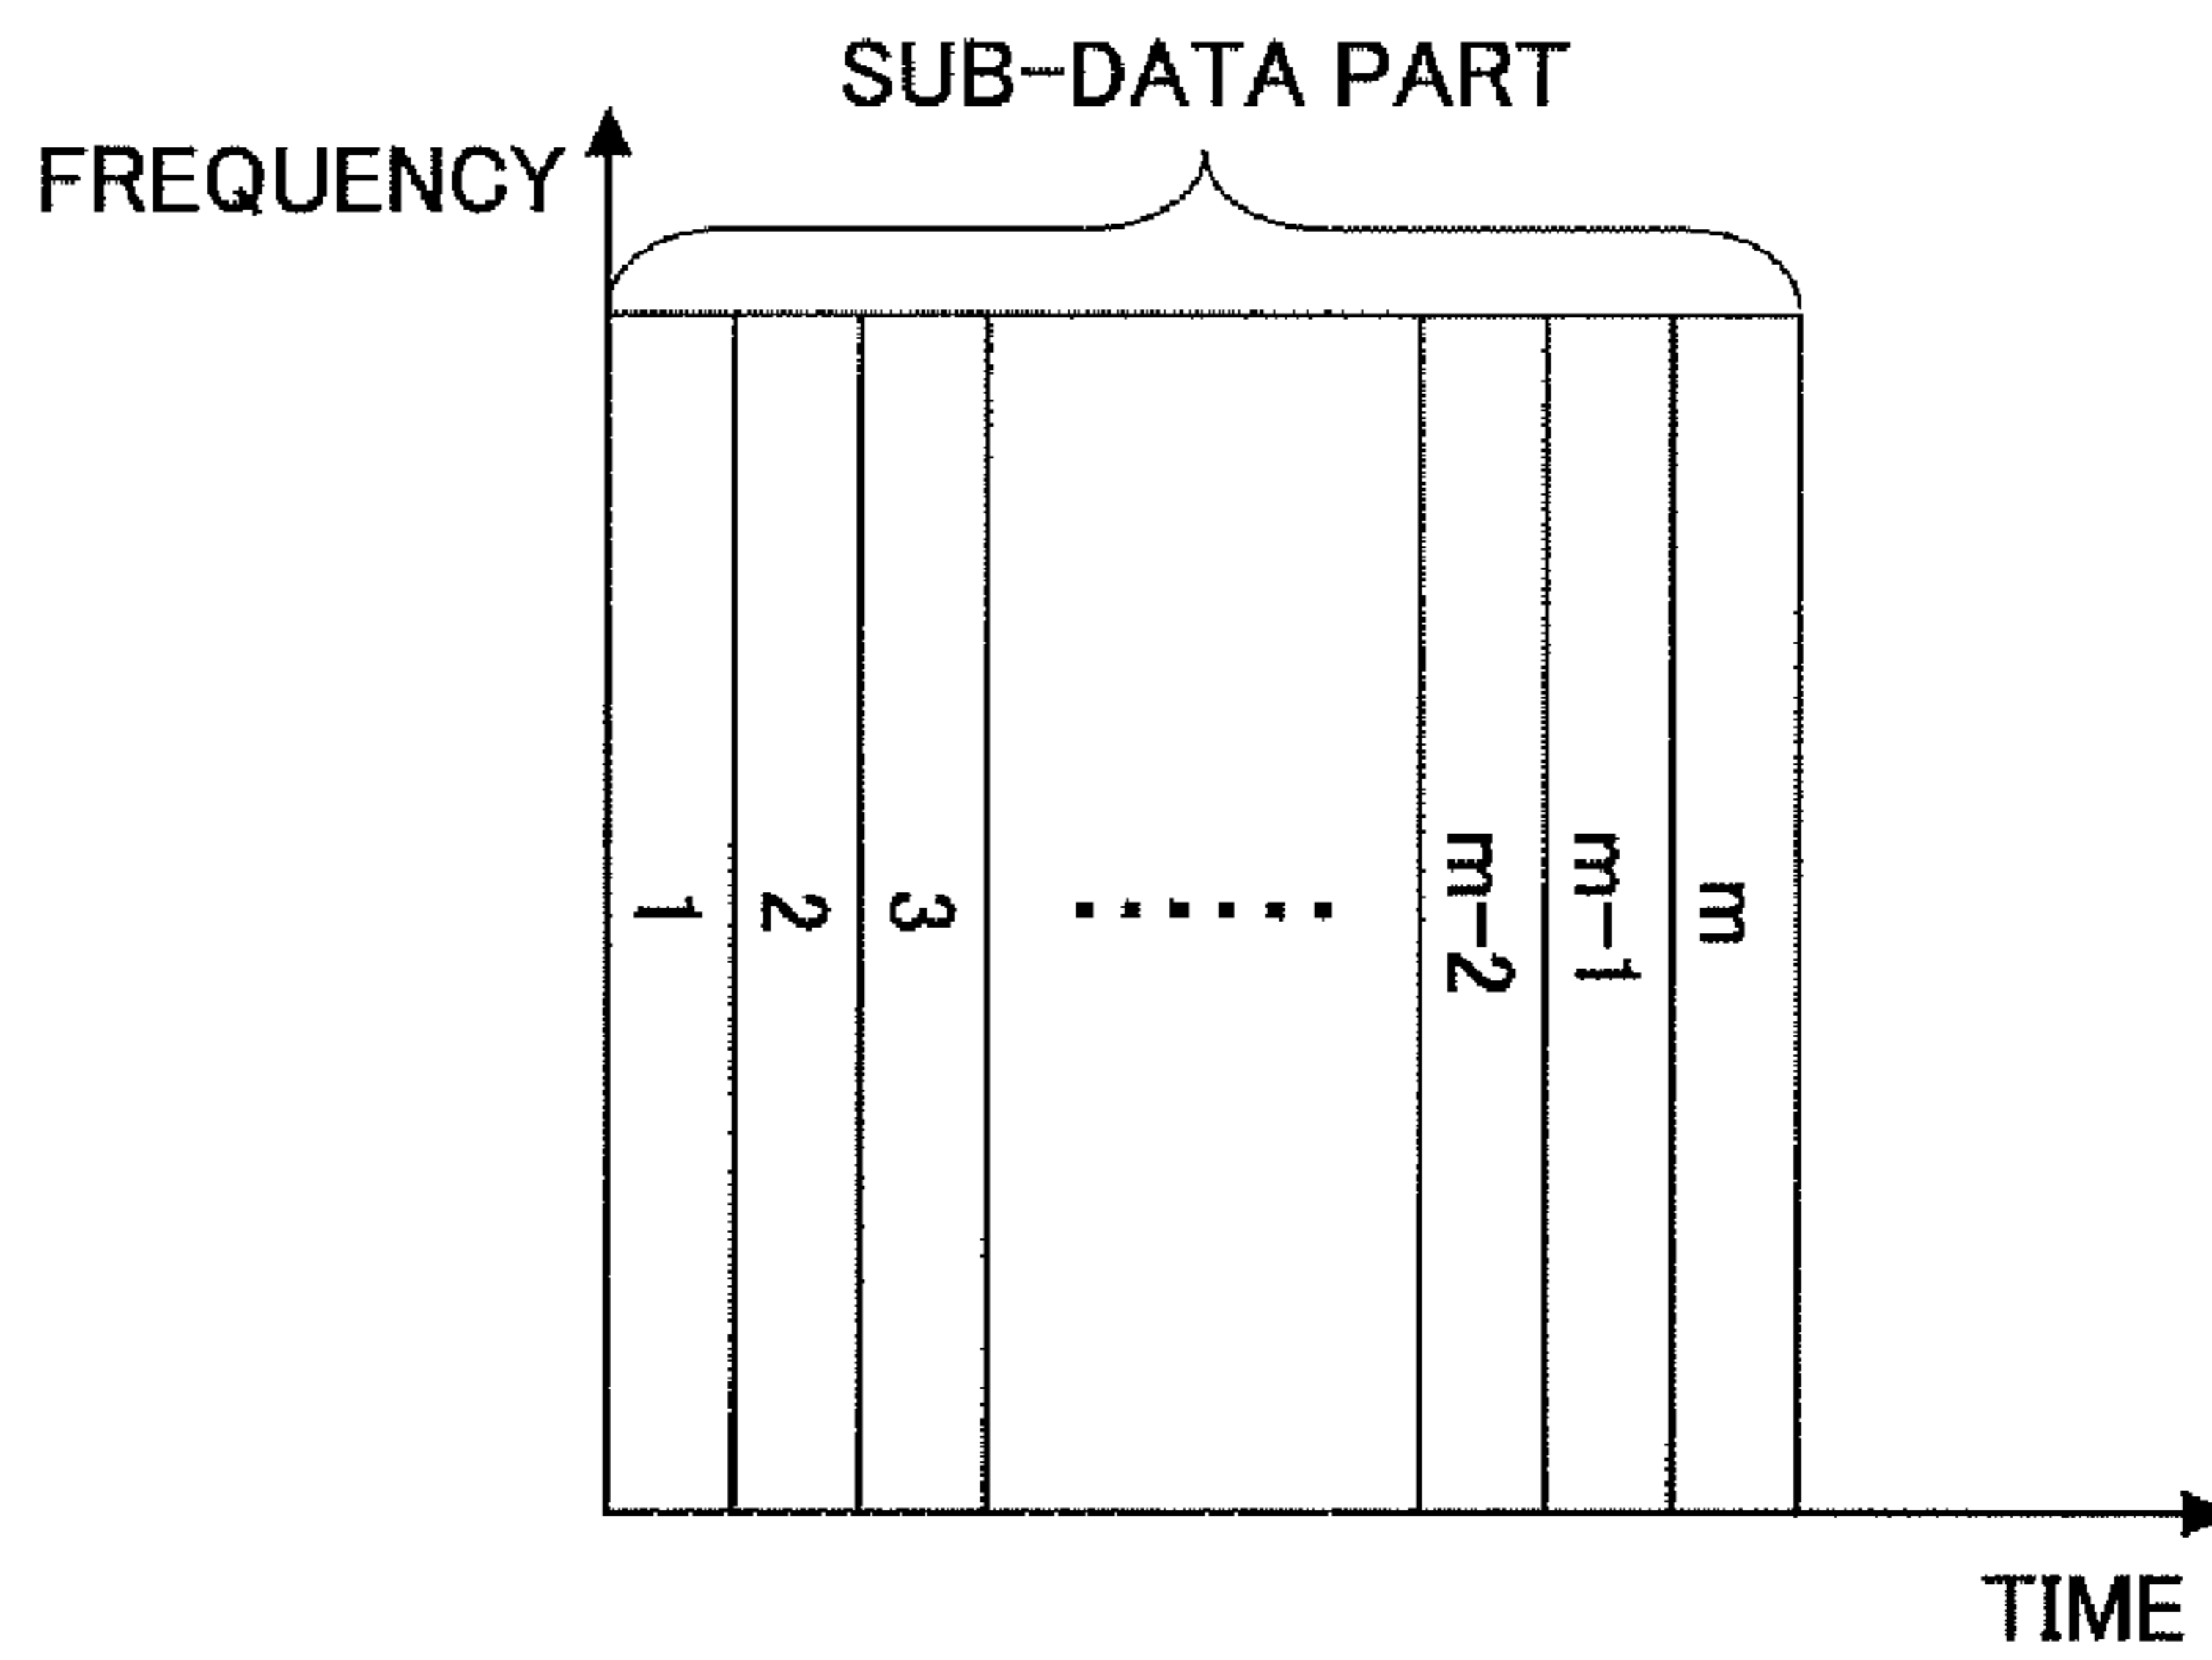 SUB-DATA PART
FREQUENCY
1
2
3
......
m-2
m-1
m
TIME